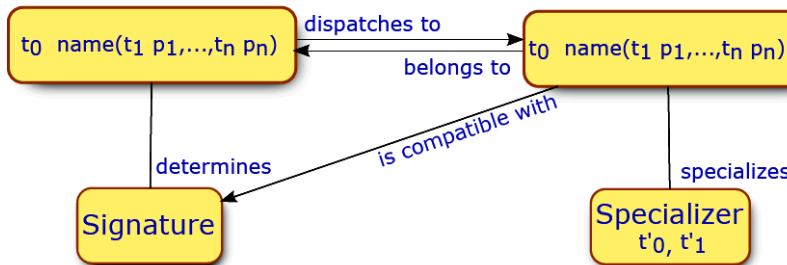 t₀ name(t₁ p₁,...,tₙ pₙ)
dispatches to
belongs to
t₀ name(t₁ p₁,...,tₙ pₙ)
is compatible with
determines
specializes
Signature
Specializer
t'₀, t'₁